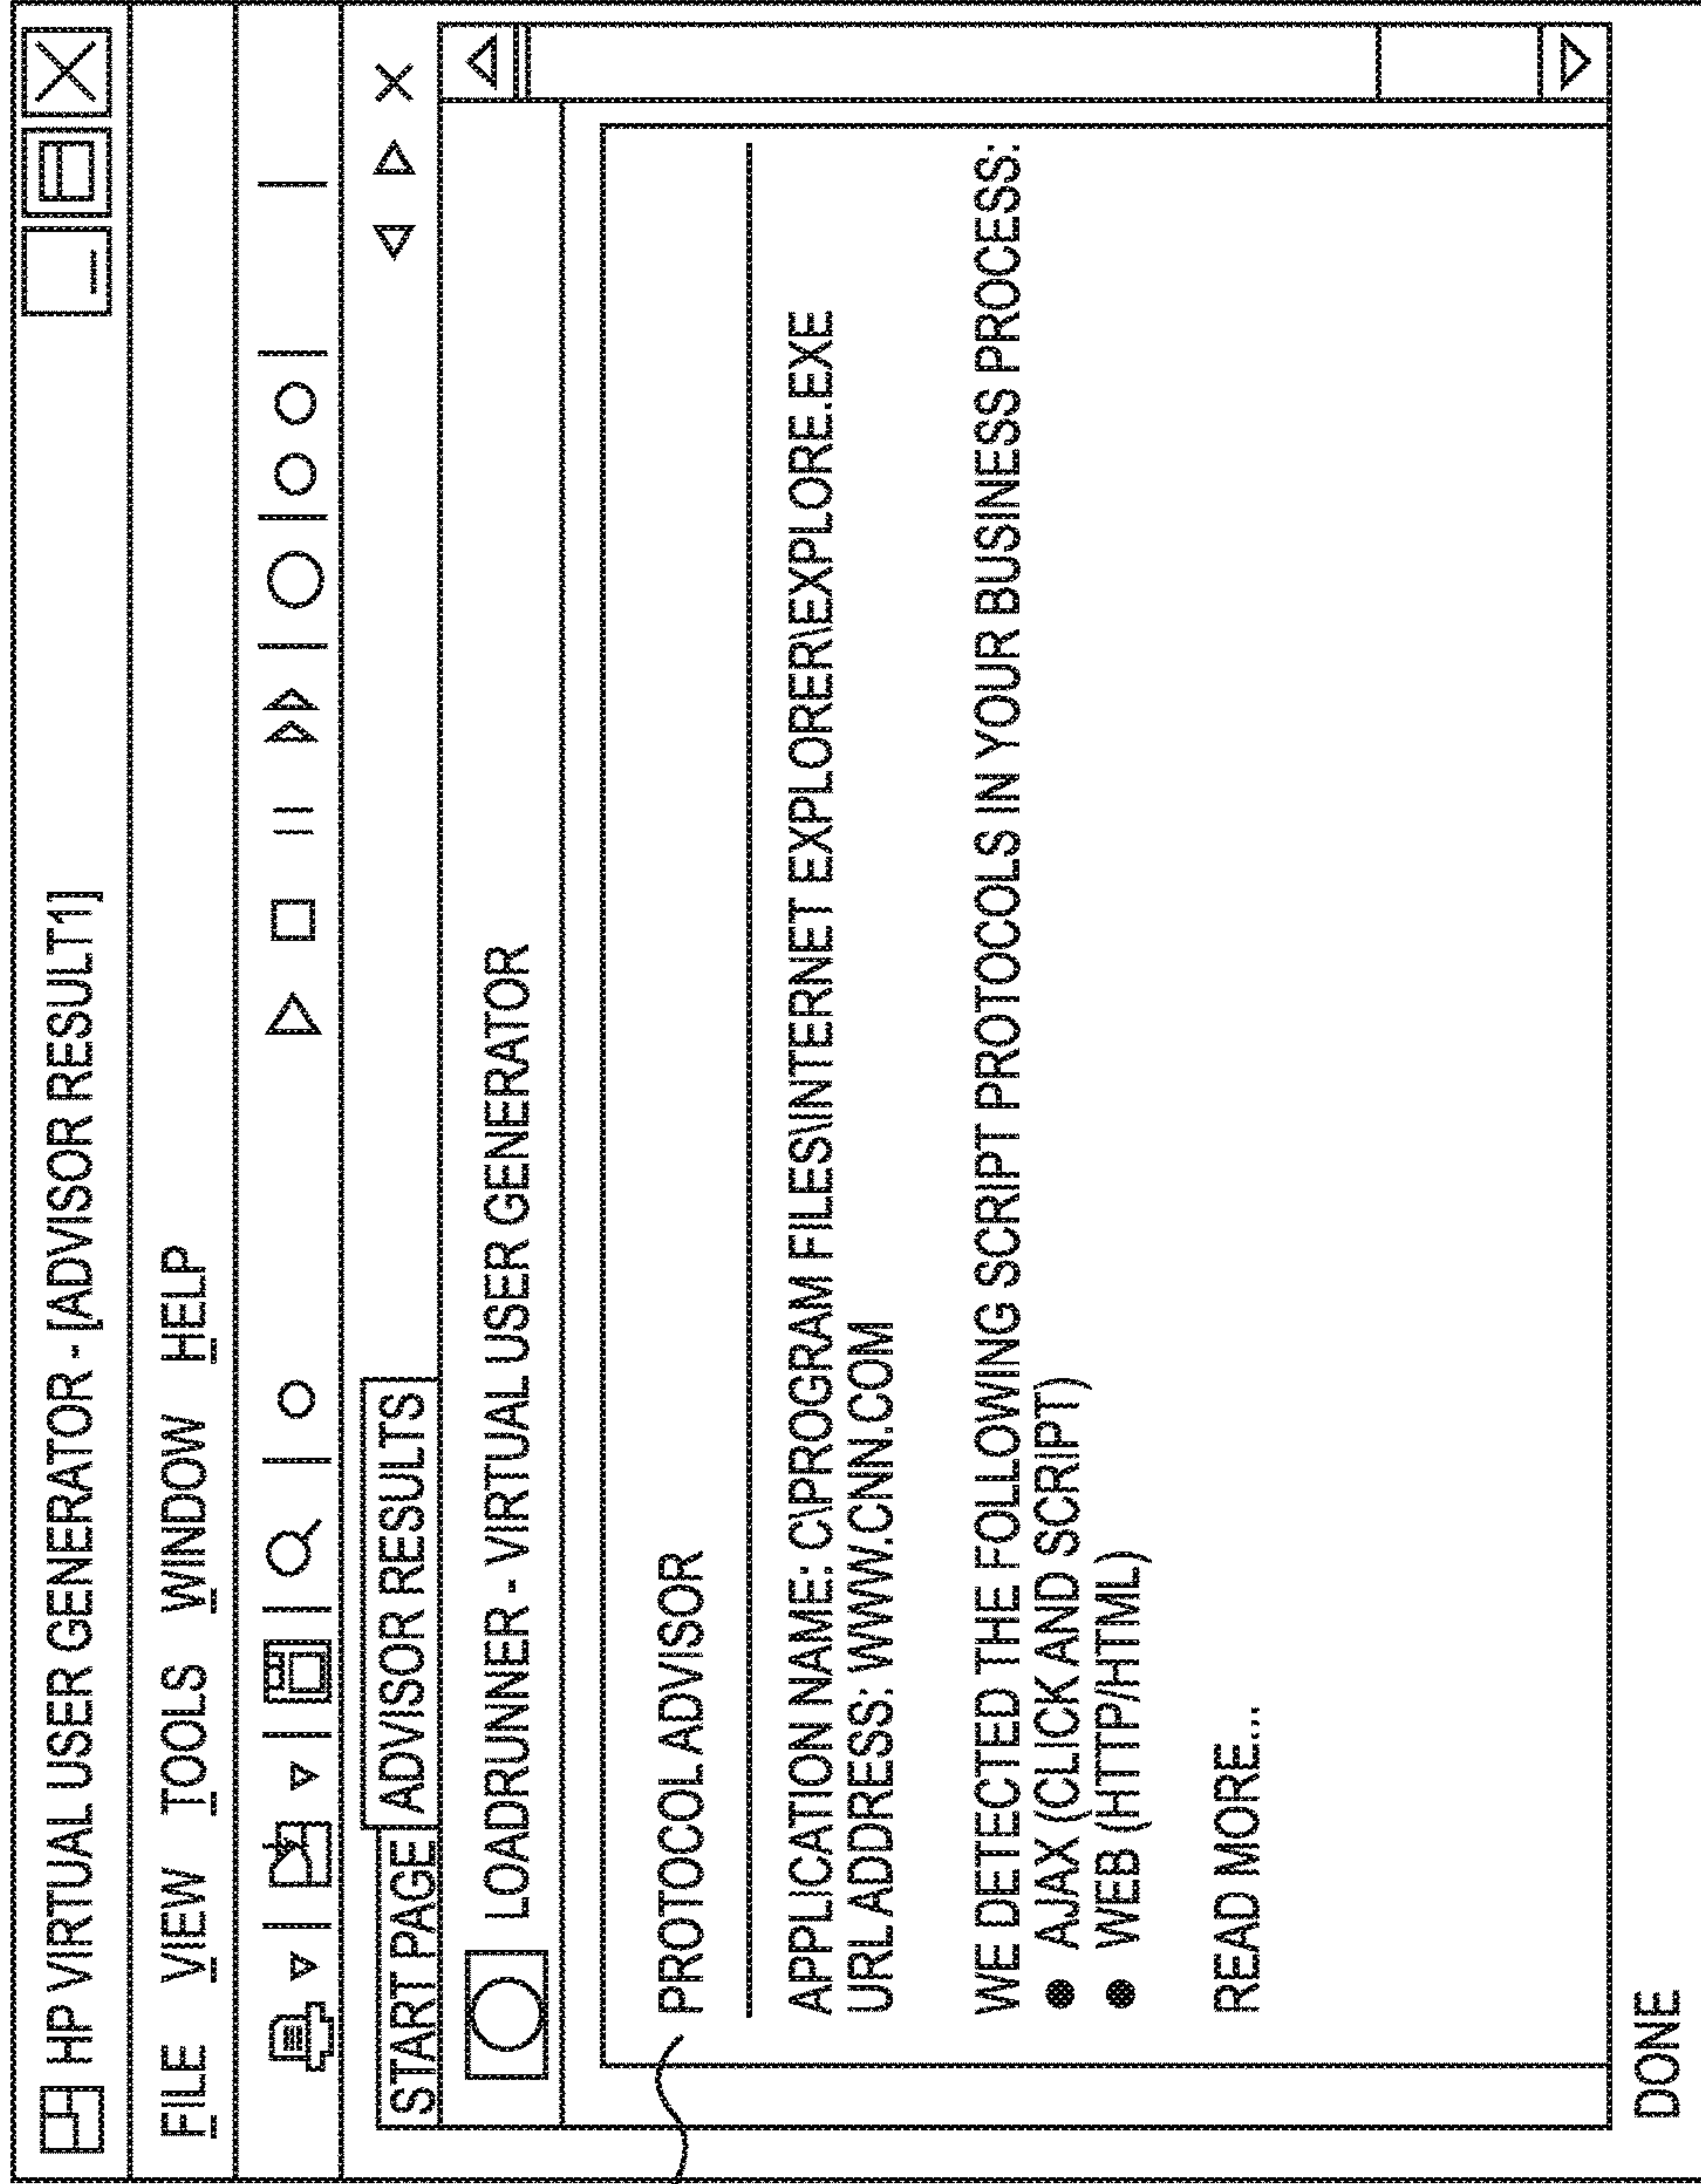 HP VIRTUAL USER GENERATOR - [ADVISOR RESULT1]
FILE VIEW TOOLS WINDOW HELP
START PAGE ADVISOR RESULTS
LOADRUNNER - VIRTUAL USER GENERATOR
PROTOCOL ADVISOR
APPLICATION NAME: C\PROGRAM FILES\INTERNET EXPLORER\IEXPLORE.EXE
URL ADDRESS: WWW.CNN.COM
WE DETECTED THE FOLLOWING SCRIPT PROTOCOLS IN YOUR BUSINESS PROCESS:
● AJAX (CLICK AND SCRIPT)
● WEB (HTTP/HTML)
READ MORE...
DONE